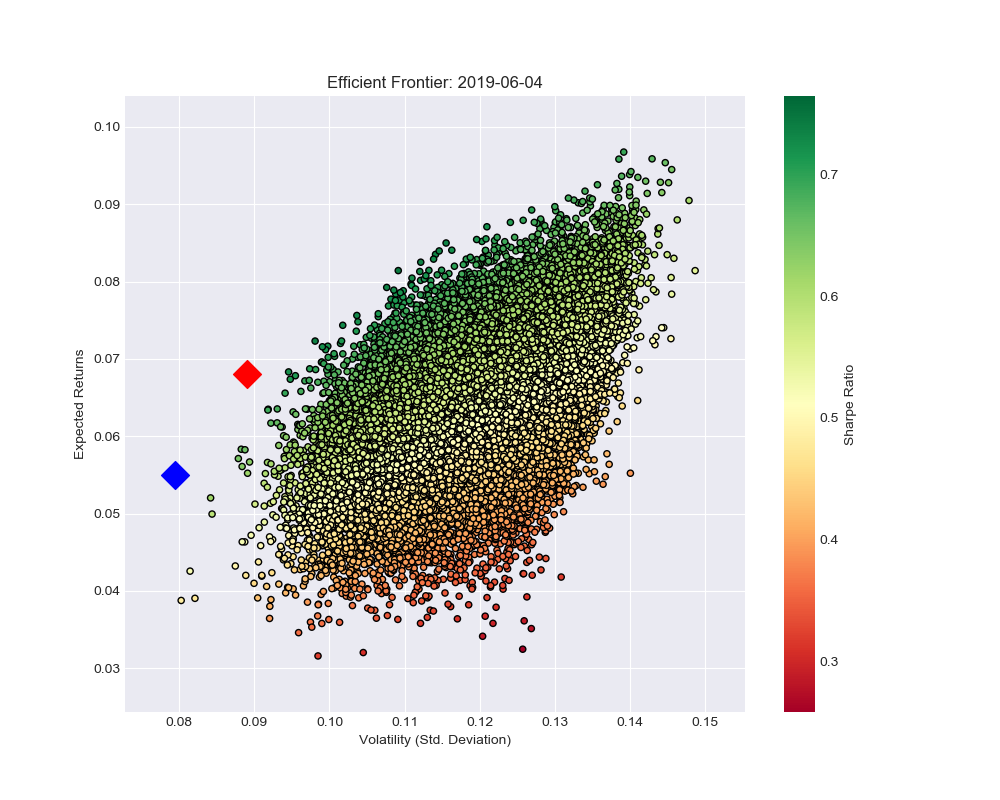 Efficient Frontier: 2019-06-04
0.10
0.09
0.08
0.07
0.06
0.05
0.04
0.03
Expected Returns
0.08 0.09 0.10 0.11 0.12 0.13 0.14 0.15
Volatility (Std. Deviation)
0.7
0.6
0.5
0.4
0.3
Sharpe Ratio